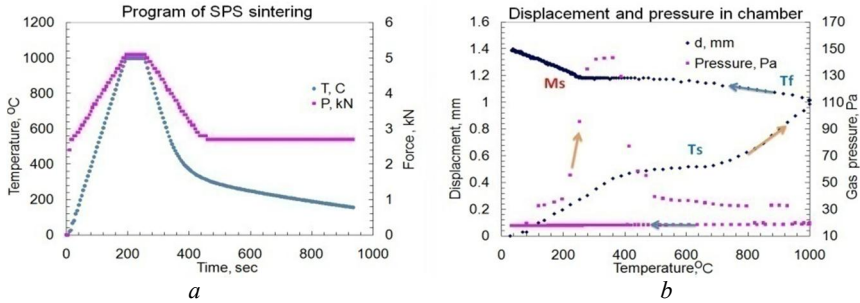 Program of SPS sintering
1200
1000
800
600
400
200
0
Temperature, ºC
T, C
P, kN
6
5
4
3
2
1
0
Force, kN
0 200 400 600 800 1000
Time, sec
a
Displacement and pressure in chamber
1.6
1.4
1.2
1
0.8
0.6
0.4
0.2
0
Displacment, mm
d, mm
Pressure, Pa
Ms
Tf
Ts
170
150
130
110
90
70
50
30
10
Gas pressure, Pa
0 200 400 600 800 1000
Temperature,ºC
b